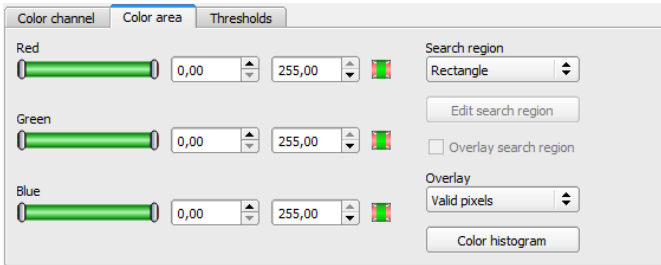 Color channel Color area Thresholds
Red
0,00 255,00
Green
0,00 255,00
Blue
0,00 255,00
Search region
Rectangle
Edit search region
Overlay search region
Overlay
Valid pixels
Color histogram